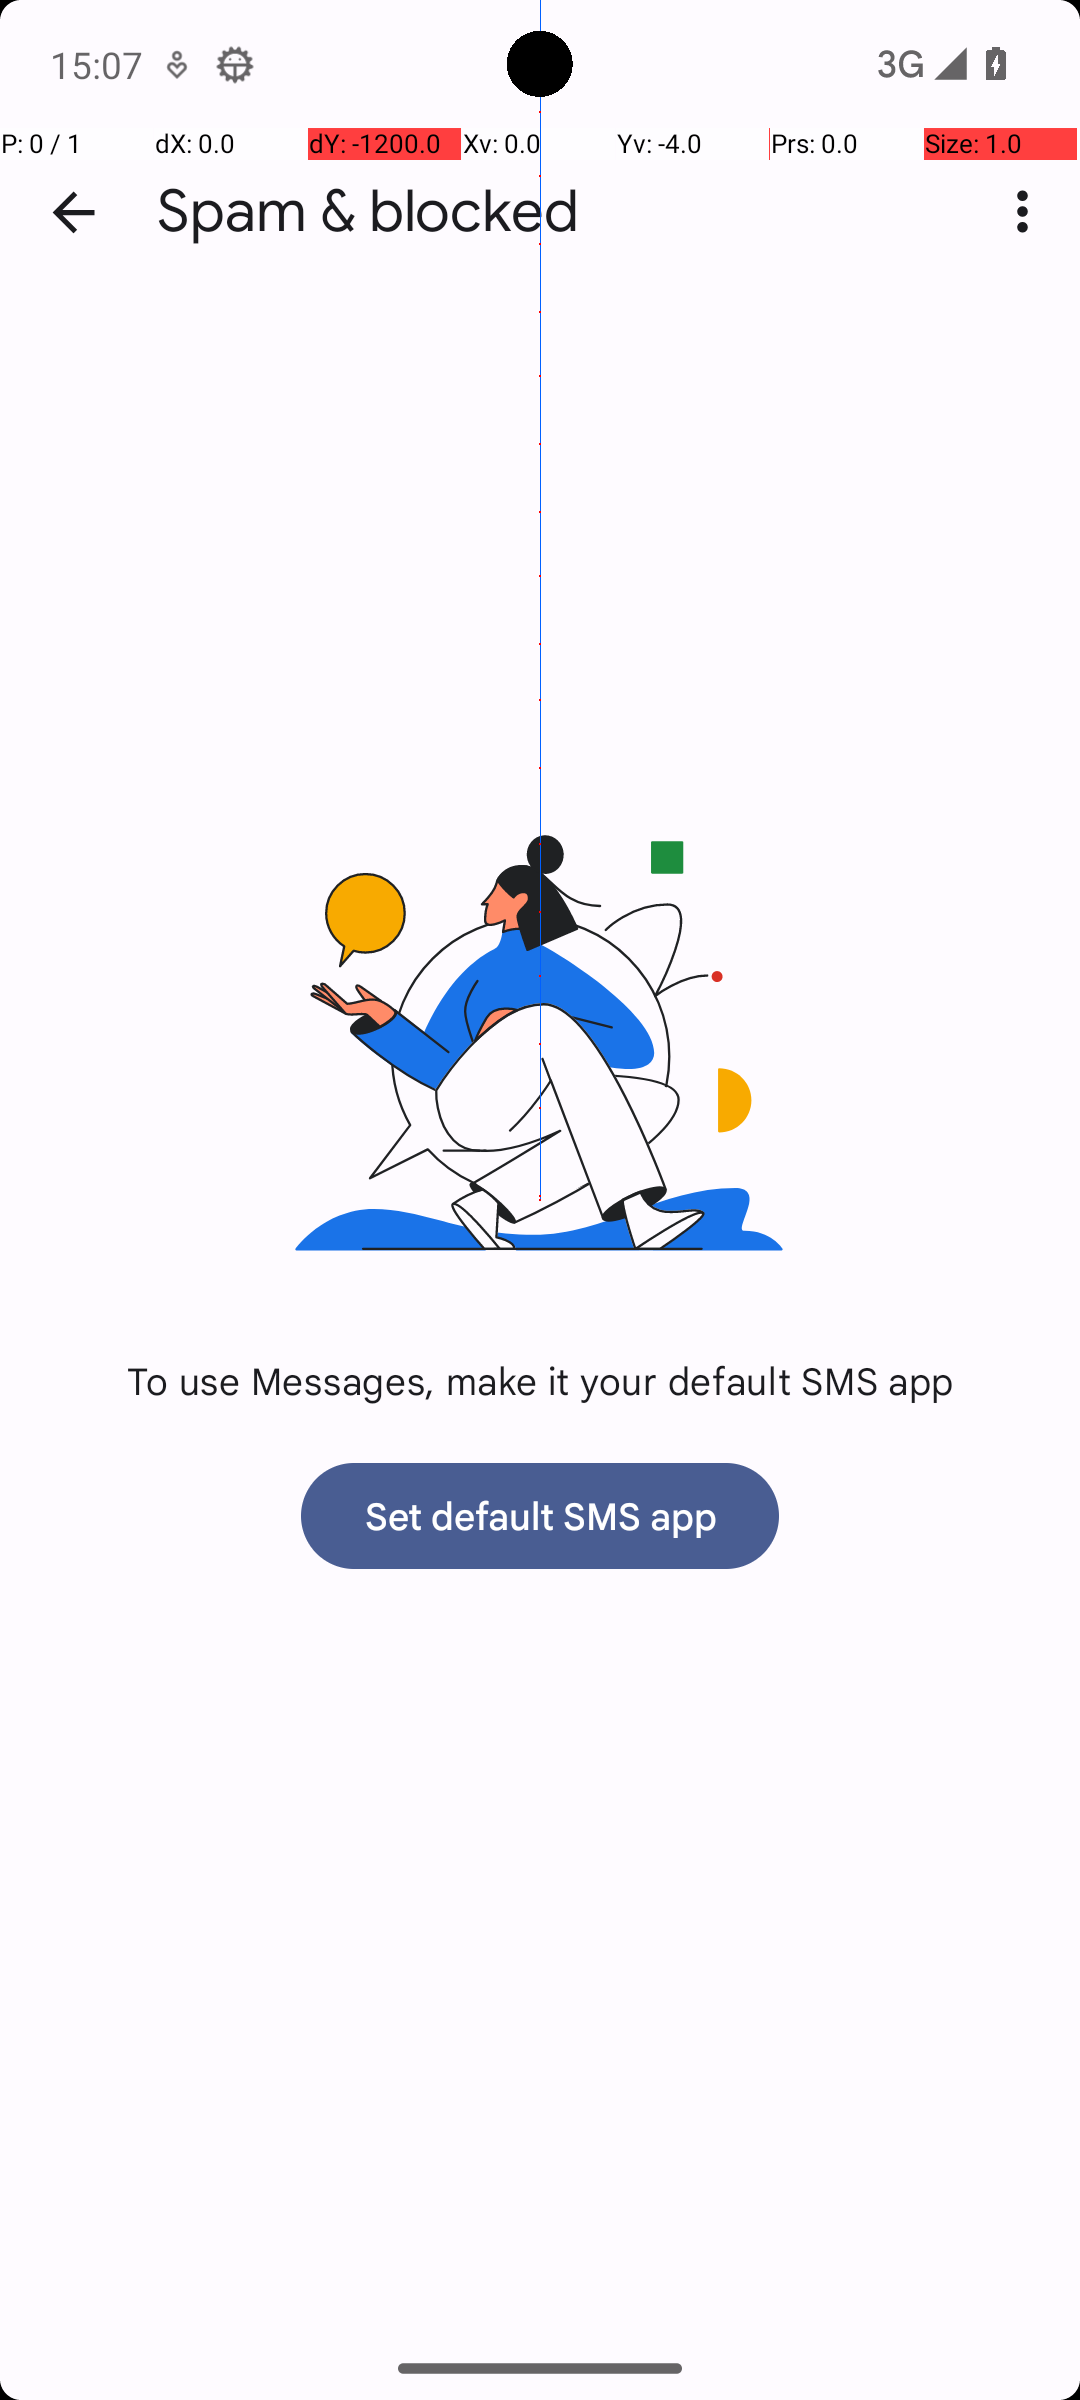 15:07
3G
P: 0 / 1 dX: 0.0 dY: -1200.0 Xv: 0.0 Yv: -4.0 Prs: 0.0 Size: 1.0
Spam & blocked
To use Messages, make it your default SMS app
Set default SMS app